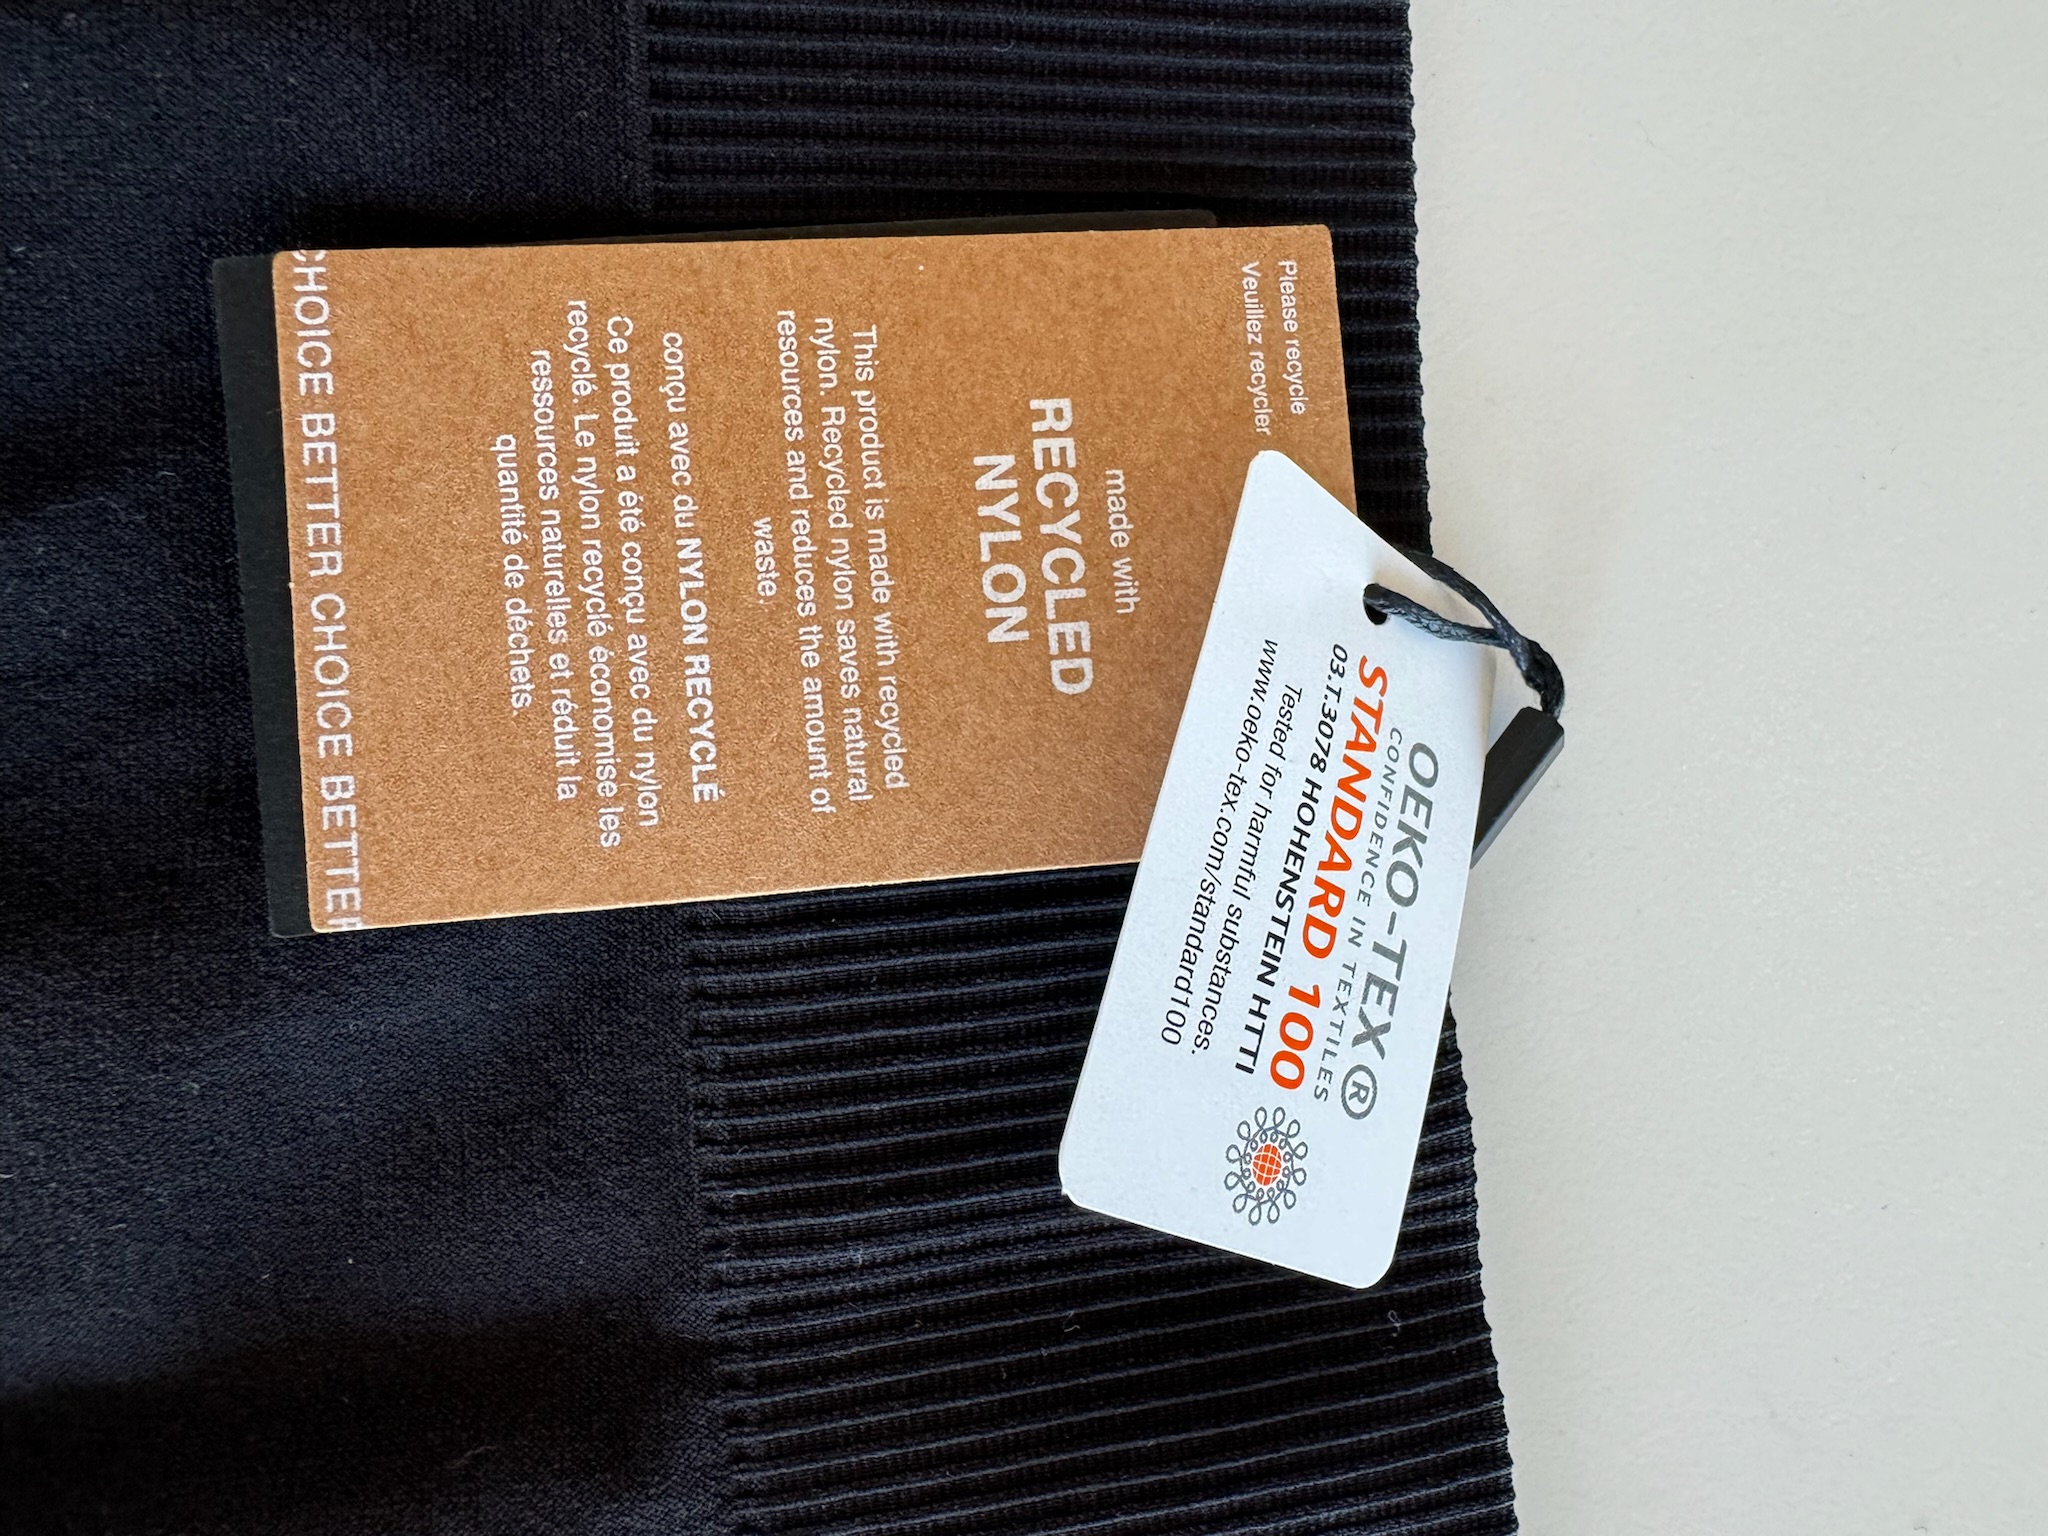 Please recycle
Veuillez recycler
made with
RECYCLED
NYLON
This product is made with recycled
nylon. Recycled nylon saves natural
resources and reduces the amount of
waste.
conçu avec du NYLON RECYCLÉ
Ce produit a été conçu avec du nylon
recyclé. Le nylon recyclé économise les
ressources naturelles et réduit la
quantité de déchets.
CHOICE BETTER CHOICE BETTER
OEKO-TEX®
CONFIDENCE IN TEXTILES
STANDARD 100
03.T.3078 HOHENSTEIN HTTI
Tested for harmful substances.
www.oeko-tex.com/standard100